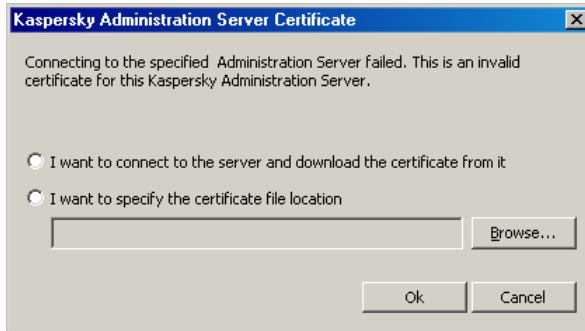 Kaspersky Administration Server Certificate
Connecting to the specified Administration Server failed. This is an invalid
certificate for this Kaspersky Administration Server.
I want to connect to the server and download the certificate from it
I want to specify the certificate file location
Browse...
Ok Cancel